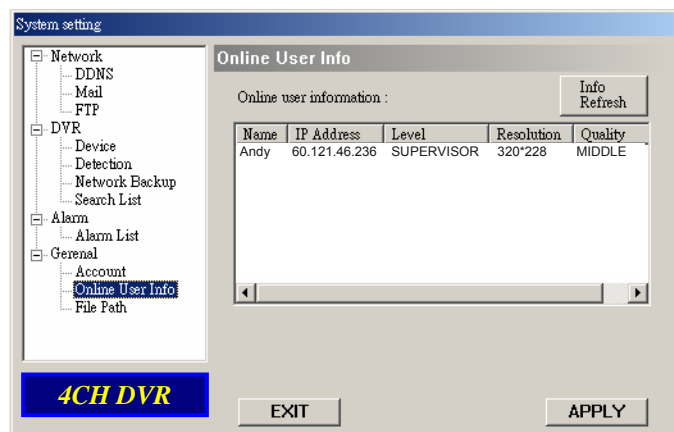 System setting
Network
DDNS
Mail
FTP
DVR
Device
Detection
Network Backup
Search List
Alarm
Alarm List
Gerenal
Account
Online User Info
File Path
4CH DVR
Online User Info
Online user information :
Info
Refresh
Name IP Address Level Resolution Quality
Andy 60.121.46.236 SUPERVISOR 320*228 MIDDLE
EXIT APPLY